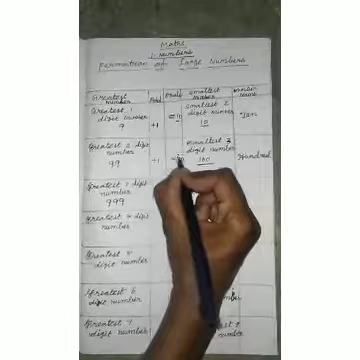 Maths
1. Numbers
Formation of Large Numbers
Greatest number
Add
smallest number
number name
Greatest 1 digit number 9
+1
=10
smallest 2 digit number 10
Ten
Greatest 2 digit number 99
+1
smallest 3 digit number 100
Hundred
Greatest 3 digit number 999
Greatest 4 digit number
Greatest 5 digit number
Greatest 6 digit number
Greatest 7 digit number